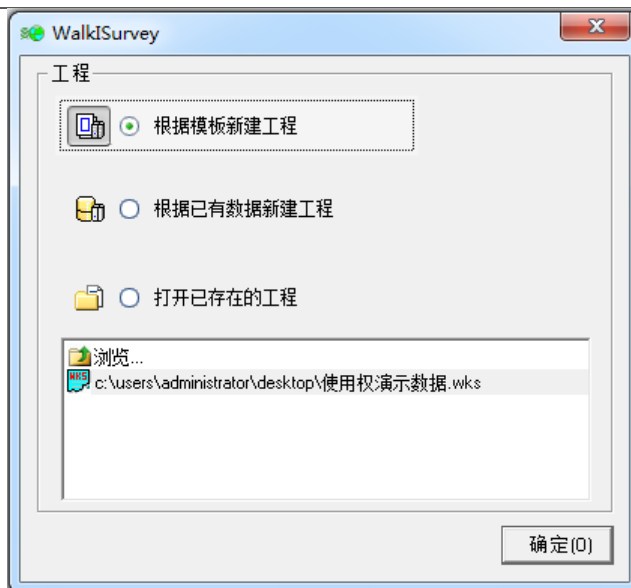 WalkISurvey
工程
根据模板新建工程
根据已有数据新建工程
打开已存在的工程
浏览...
WKS c:\users\administrator\desktop\使用权演示数据.wks
确定(O)